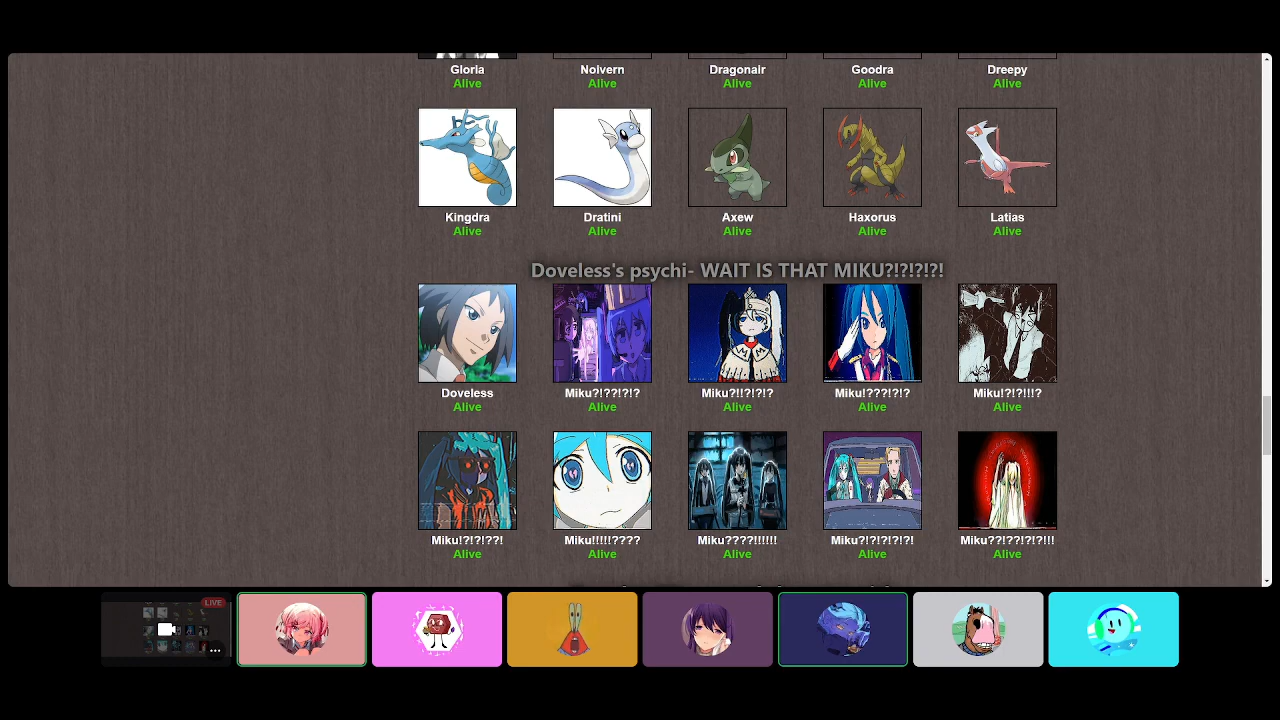 Gloria Noivern Dragonair Goodra Dreepy
Alive Alive Alive Alive Alive
Kingdra Dratini Axew Haxorus Latias
Alive Alive Alive Alive Alive
Doveless's psychi- WAIT IS THAT MIKU?!?!?!?!
Doveless Miku?!??!?!? Miku?!!?!?!? Miku!???!?!? Miku!?!?!!!?
Alive Alive Alive Alive Alive
Miku!?!?!??! Miku!!!!!???? Miku????!!!!!! Miku?!?!?!?!?! Miku??!??!?!?!!!
Alive Alive Alive Alive Alive
LIVE